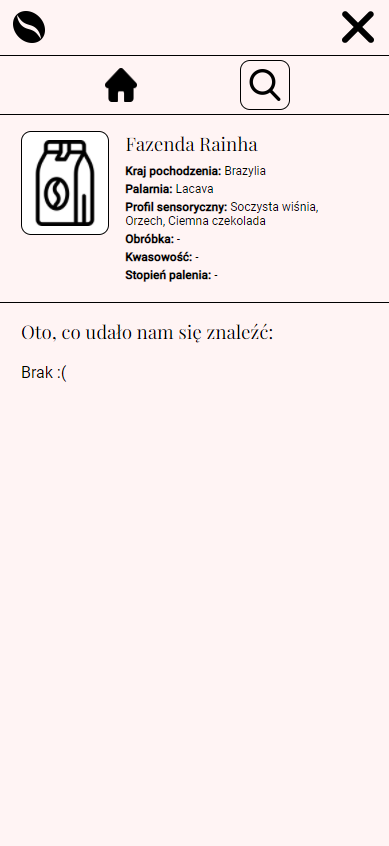 Fazenda Rainha
Kraj pochodzenia: Brazylia
Palarnia: Lacava
Profil sensoryczny: Soczysta wiśnia,
Orzech, Ciemna czekolada
Obróbka: -
Kwasowość: -
Stopień palenia: -
Oto, co udało nam się znaleźć:
Brak :(